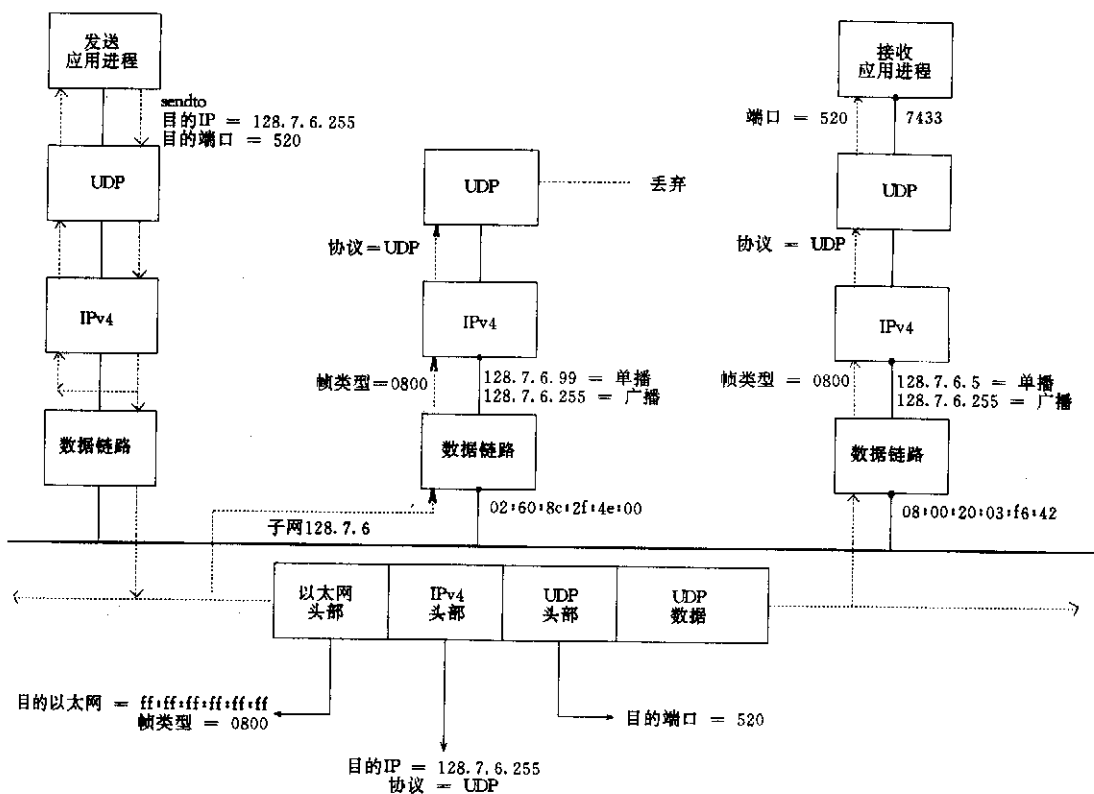 发送
应用进程
接收
应用进程
sendto
目的IP = 128.7.6.255
目的端口 = 520
端口 = 520
7433
UDP
UDP
丢弃
UDP
协议=UDP
协议 = UDP
IPv4
IPv4
IPv4
帧类型=0800
128.7.6.99 = 单播
128.7.6.255 = 广播
帧类型 = 0800
128.7.6.5 = 单播
128.7.6.255 = 广播
数据链路
数据链路
数据链路
02:60:8c:2f:4e:00
08:00:20:03:f6:42
子网128.7.6
以太网
头部
IPv4
头部
UDP
头部
UDP
数据
目的以太网 = ff:ff:ff:ff:ff:ff
帧类型 = 0800
目的端口 = 520
目的IP = 128.7.6.255
协议 = UDP